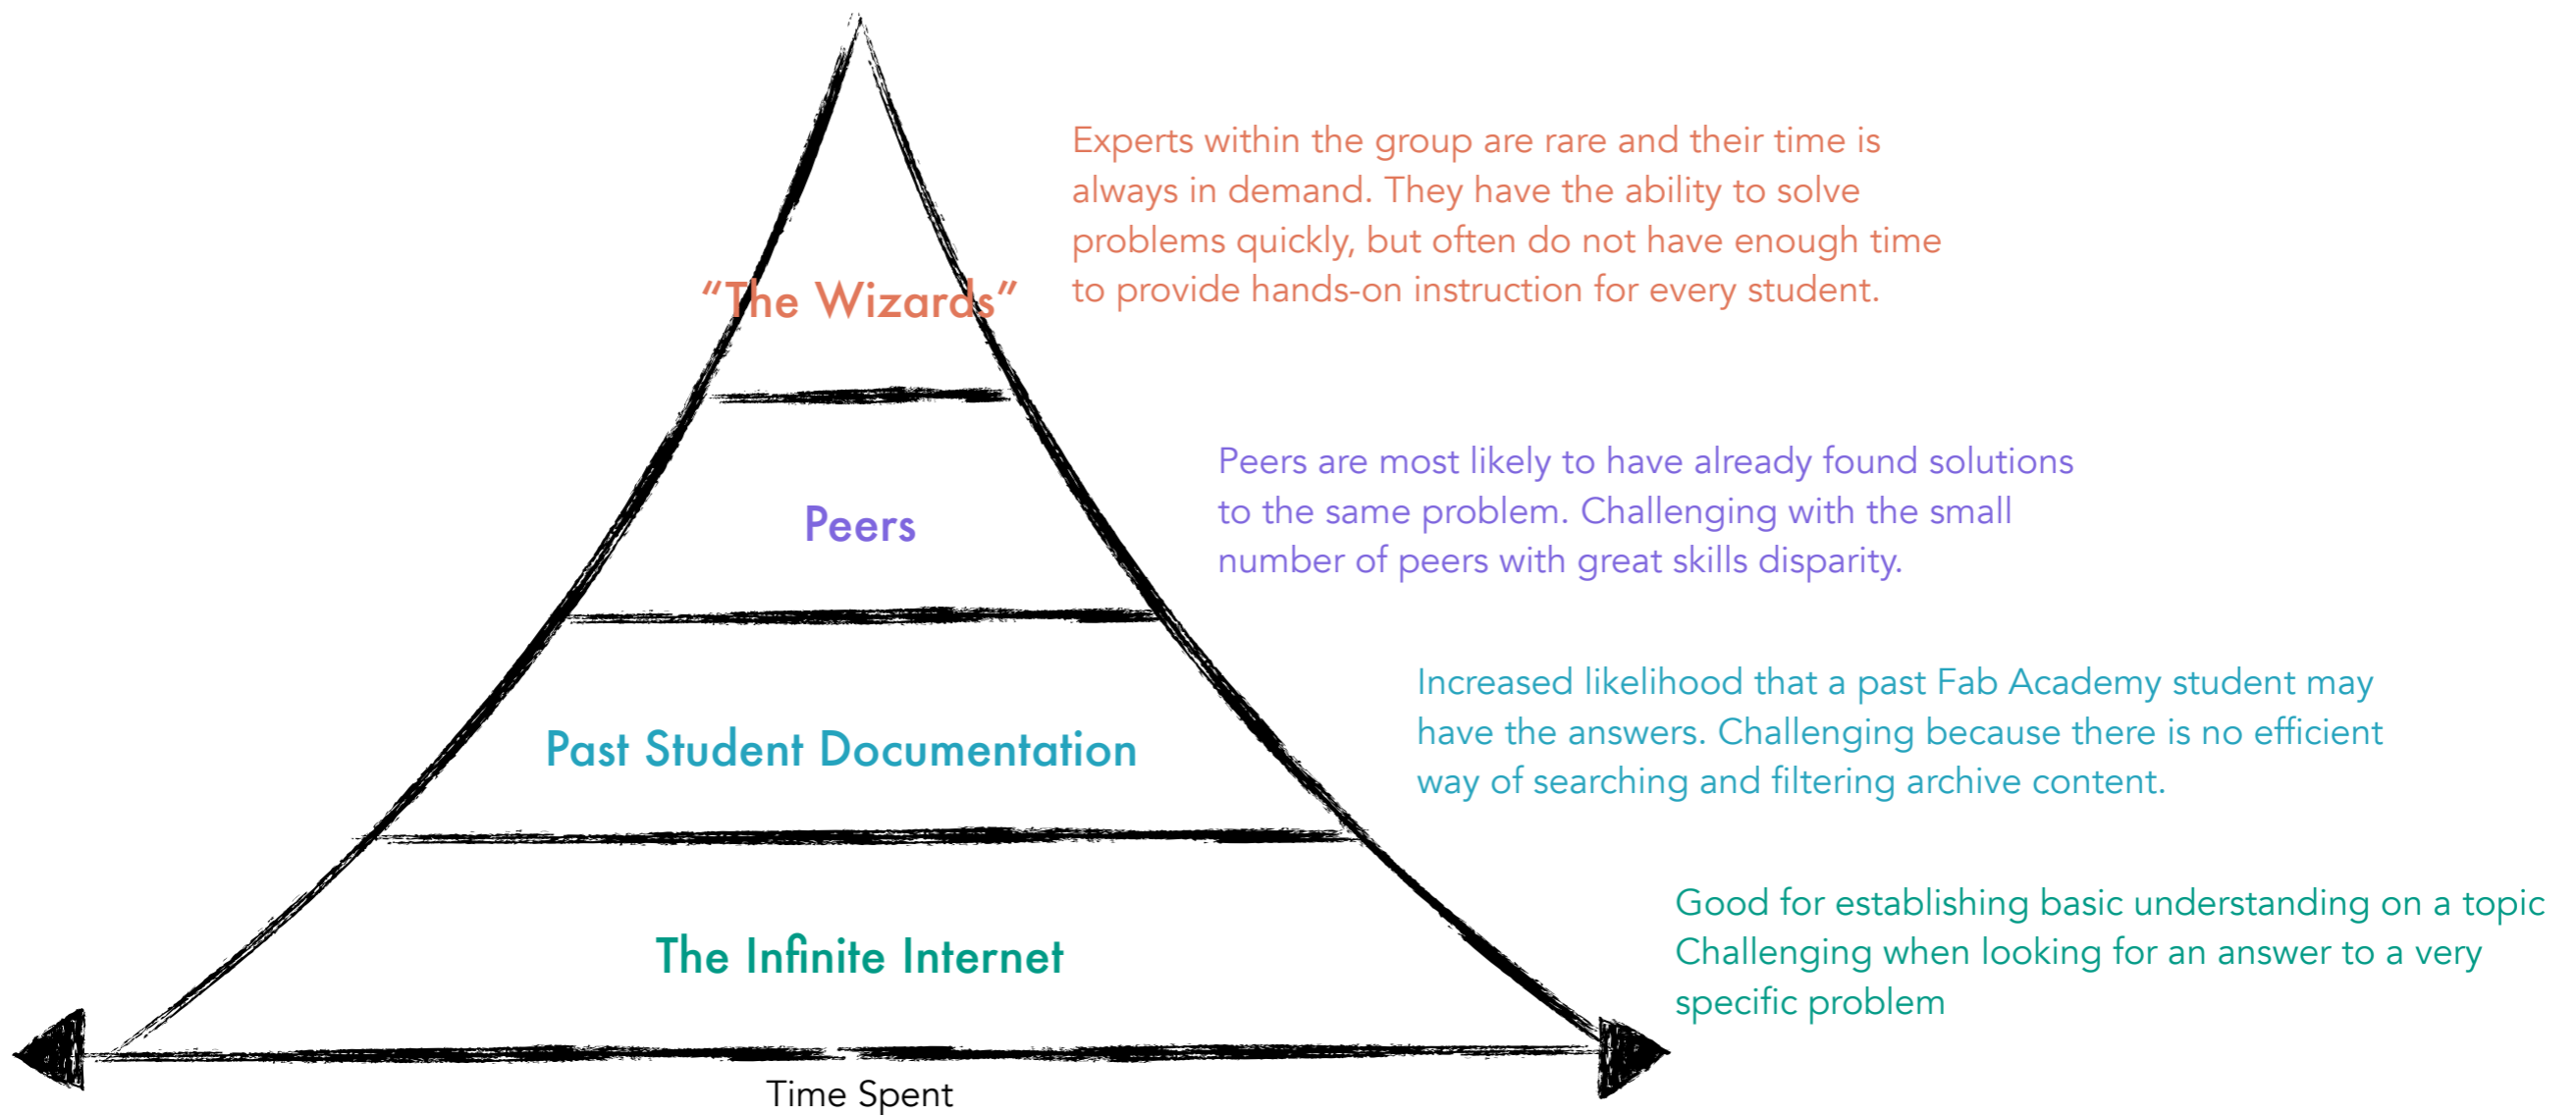 Experts within the group are rare and their time is
always in demand. They have the ability to solve
problems quickly, but often do not have enough time
to provide hands-on instruction for every student.
“The Wizards”
Peers are most likely to have already found solutions
to the same problem. Challenging with the small
number of peers with great skills disparity.
Peers
Increased likelihood that a past Fab Academy student may
have the answers. Challenging because there is no efficient
way of searching and filtering archive content.
Past Student Documentation
Good for establishing basic understanding on a topic
Challenging when looking for an answer to a very
specific problem
The Infinite Internet
Time Spent